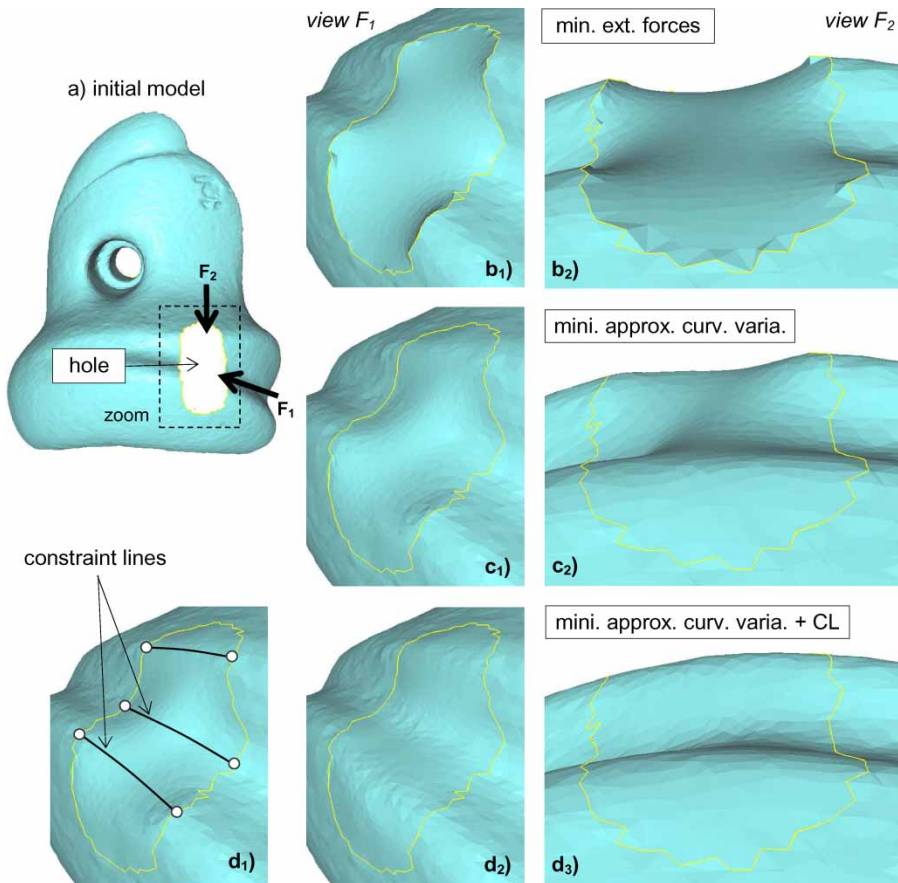 view F₁
min. ext. forces
view F₂
a) initial model
F₂
b₁)
b₂)
mini. approx. curv. varia.
hole
zoom
F₁
c₁)
c₂)
constraint lines
mini. approx. curv. varia. + CL
d₁)
d₂)
d₃)